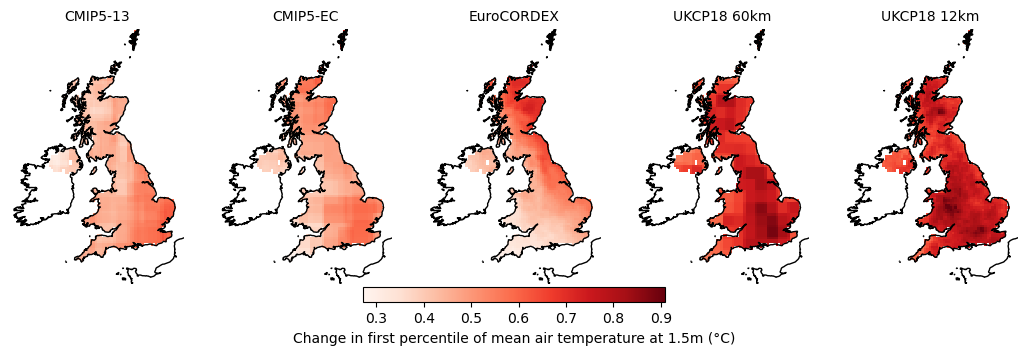 CMIP5-13 CMIP5-EC EuroCORDEX UKCP18 60km UKCP18 12km
0.3 0.4 0.5 0.6 0.7 0.8 0.9
Change in first percentile of mean air temperature at 1.5m (°C)